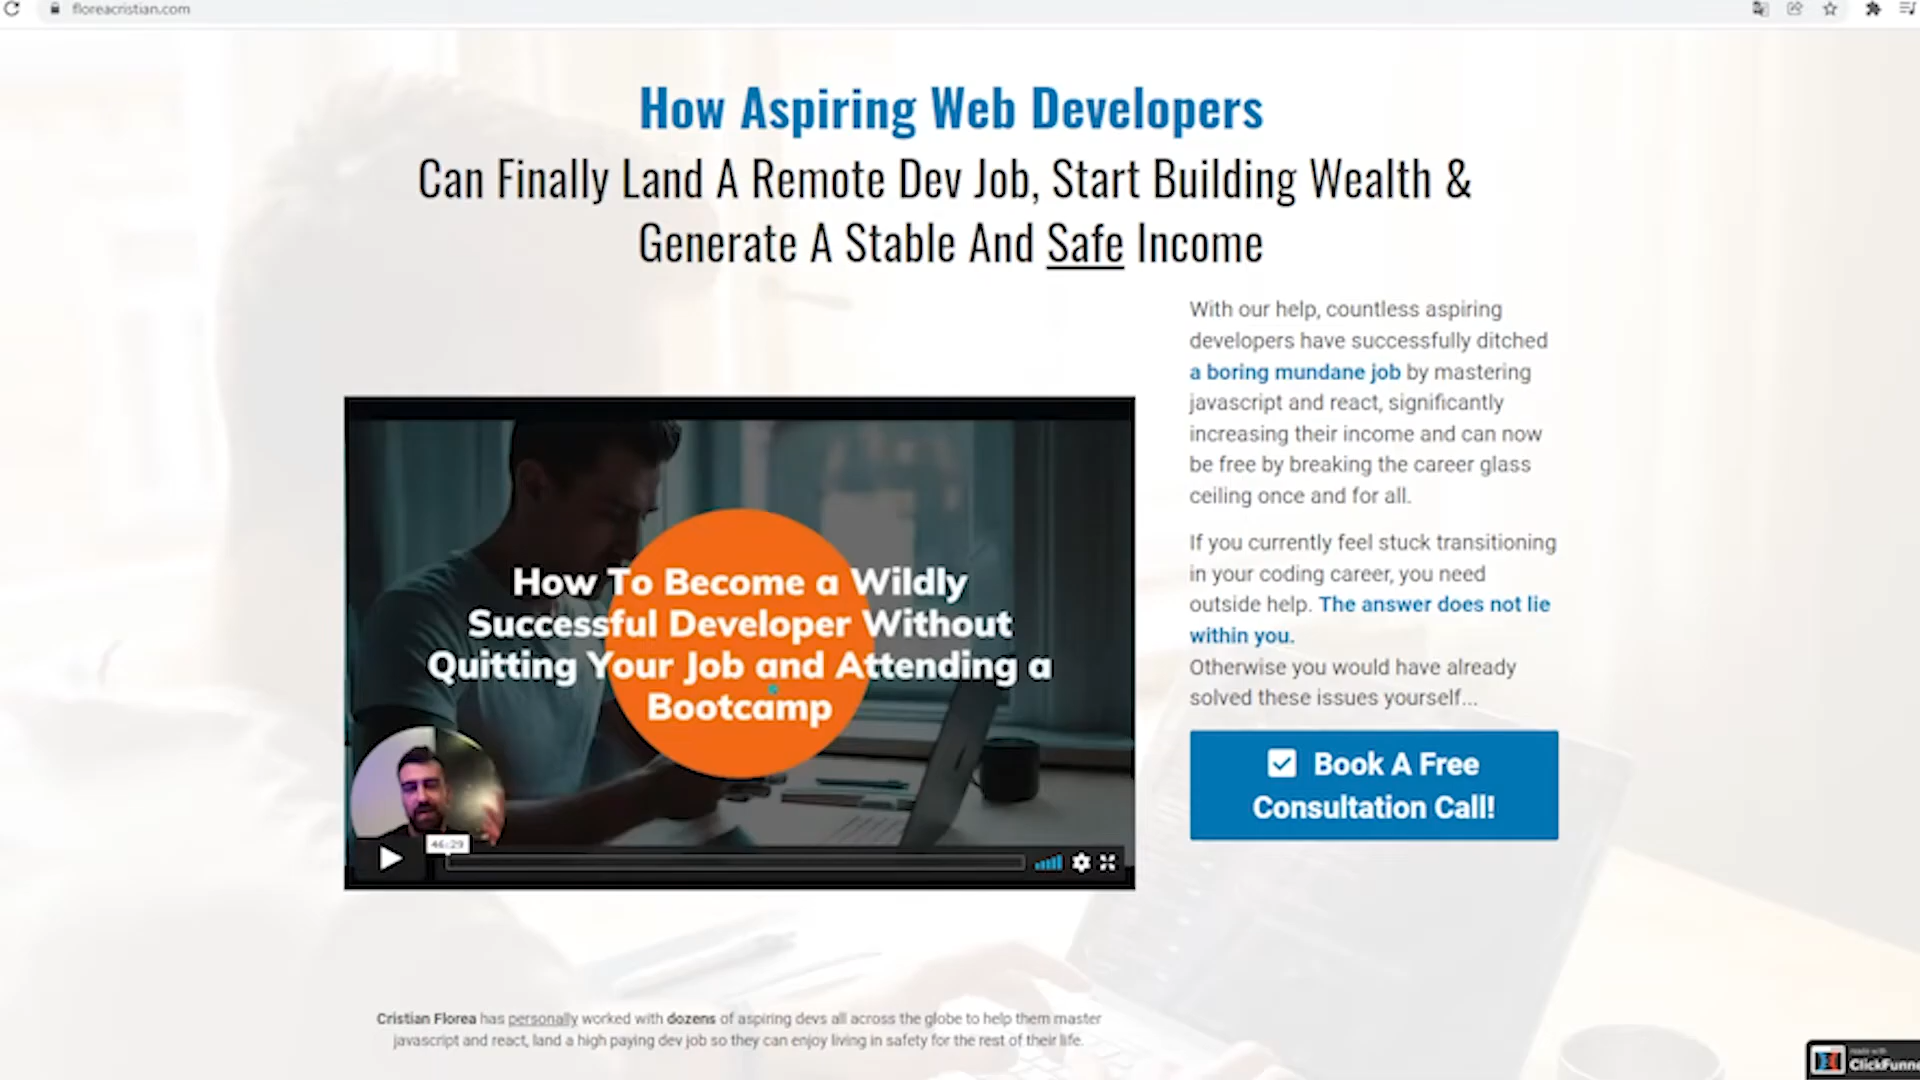 floreacristian.com
How Aspiring Web Developers
Can Finally Land A Remote Dev Job, Start Building Wealth &
Generate A Stable And Safe Income
With our help, countless aspiring
developers have successfully ditched
a boring mundane job by mastering
javascript and react, significantly
increasing their income and can now
be free by breaking the career glass
ceiling once and for all.
If you currently feel stuck transitioning
in your coding career, you need
outside help. The answer does not lie
within you.
Otherwise you would have already
solved these issues yourself...
Book A Free
Consultation Call!
How To Become a Wildly
Successful Developer Without
Quitting Your Job and Attending a
Bootcamp
46:29
Cristian Florea has personally worked with dozens of aspiring devs all across the globe to help them master
javascript and react, land a high paying dev job so they can enjoy living in safety for the rest of their life.